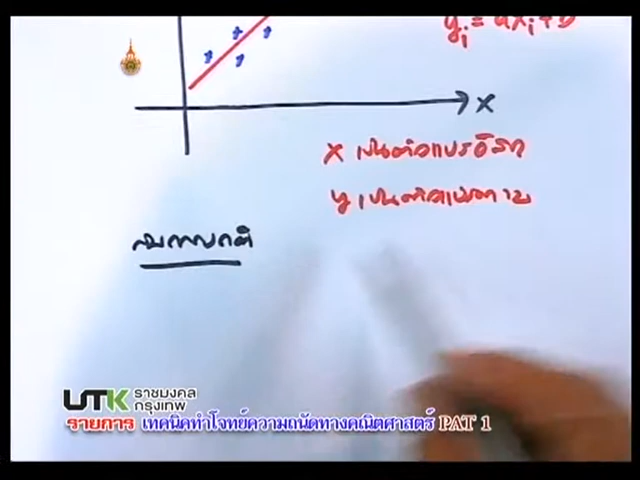 yᵢ = axᵢ + b
x
x เป็นตัวแปรอิสระ
y เป็นตัวแปรตาม
สมการปกติ
UTK ราชมงคล
กรุงเทพ
รายการ เทคนิคทำโจทย์ความถนัดทางคณิตศาสตร์ PAT 1